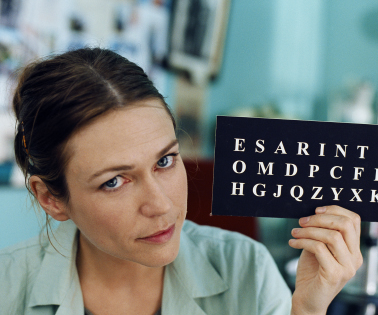 E S A R I N T
O M D P C F
H G J Q Z Y X K